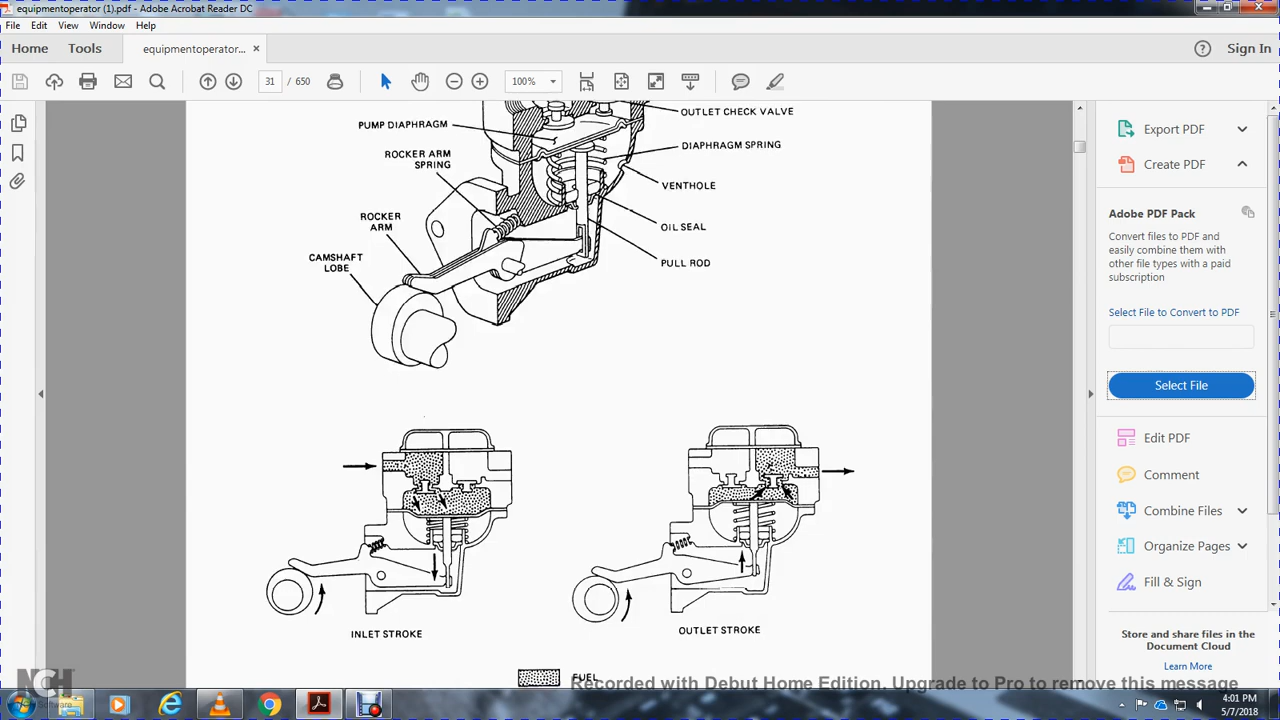 equipmentoperator (1).pdf - Adobe Acrobat Reader DC
File Edit View Window Help
Home Tools equipmentoperator... × Sign In
31 / 650 100%
OUTLET CHECK VALVE
PUMP DIAPHRAGM
DIAPHRAGM SPRING
ROCKER ARM
SPRING
VENTHOLE
ROCKER
ARM
OIL SEAL
CAMSHAFT
LOBE
PULL ROD
INLET STROKE
OUTLET STROKE
FUEL
Export PDF
Create PDF
Adobe PDF Pack
Convert files to PDF and
easily combine them with
other file types with a paid
subscription
Select File to Convert to PDF
Select File
Edit PDF
Comment
Combine Files
Organize Pages
Fill & Sign
Store and share files in the
Document Cloud
Learn More
NCH
Software
Recorded with Debut Home Edition. Upgrade to Pro to remove this message
4:01 PM
5/7/2018